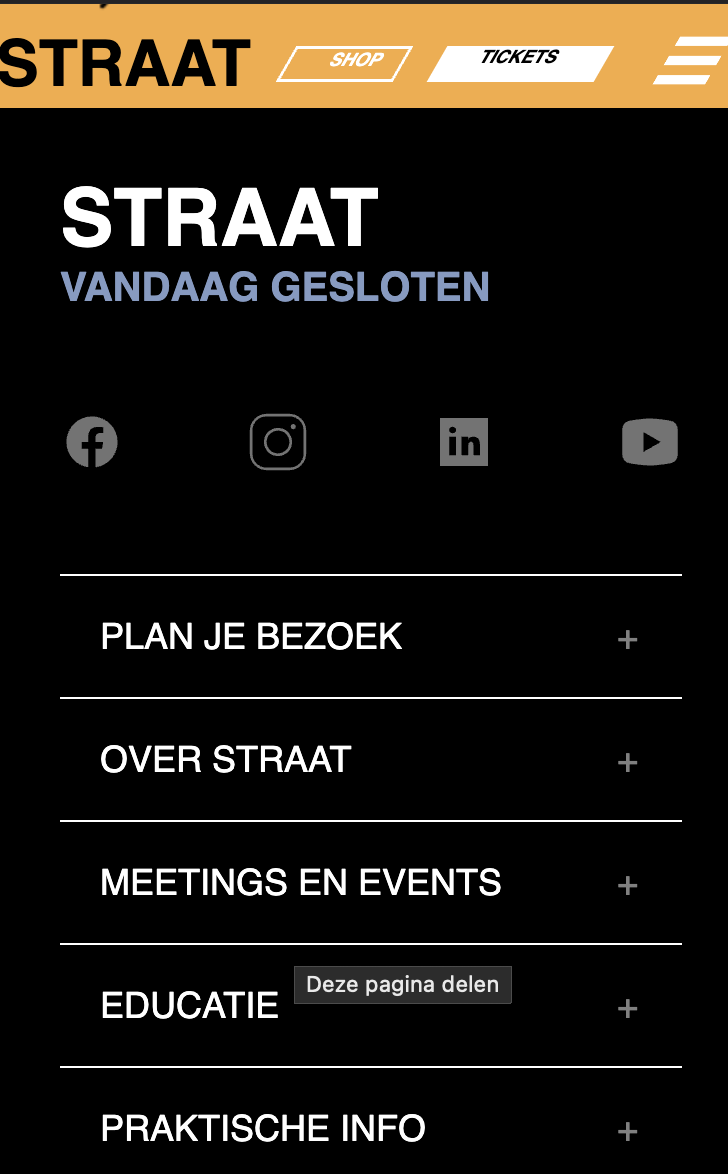 STRAAT
SHOP
TICKETS
STRAAT
VANDAAG GESLOTEN
in
PLAN JE BEZOEK
+
OVER STRAAT
+
MEETINGS EN EVENTS
+
Deze pagina delen
EDUCATIE
+
PRAKTISCHE INFO
+